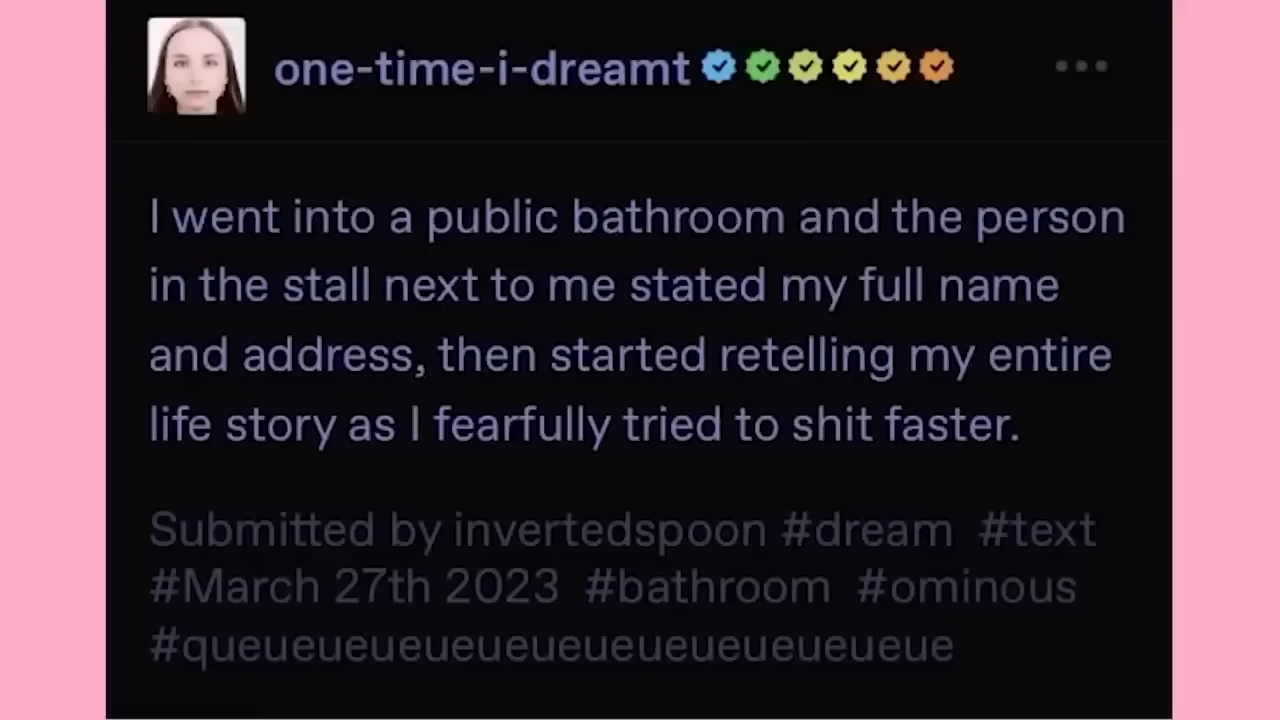 one-time-i-dreamt
I went into a public bathroom and the person
in the stall next to me stated my full name
and address, then started retelling my entire
life story as I fearfully tried to shit faster.
Submitted by invertedspoon #dream #text
#March 27th 2023 #bathroom #ominous
#queueueueueueueueueueueueueue